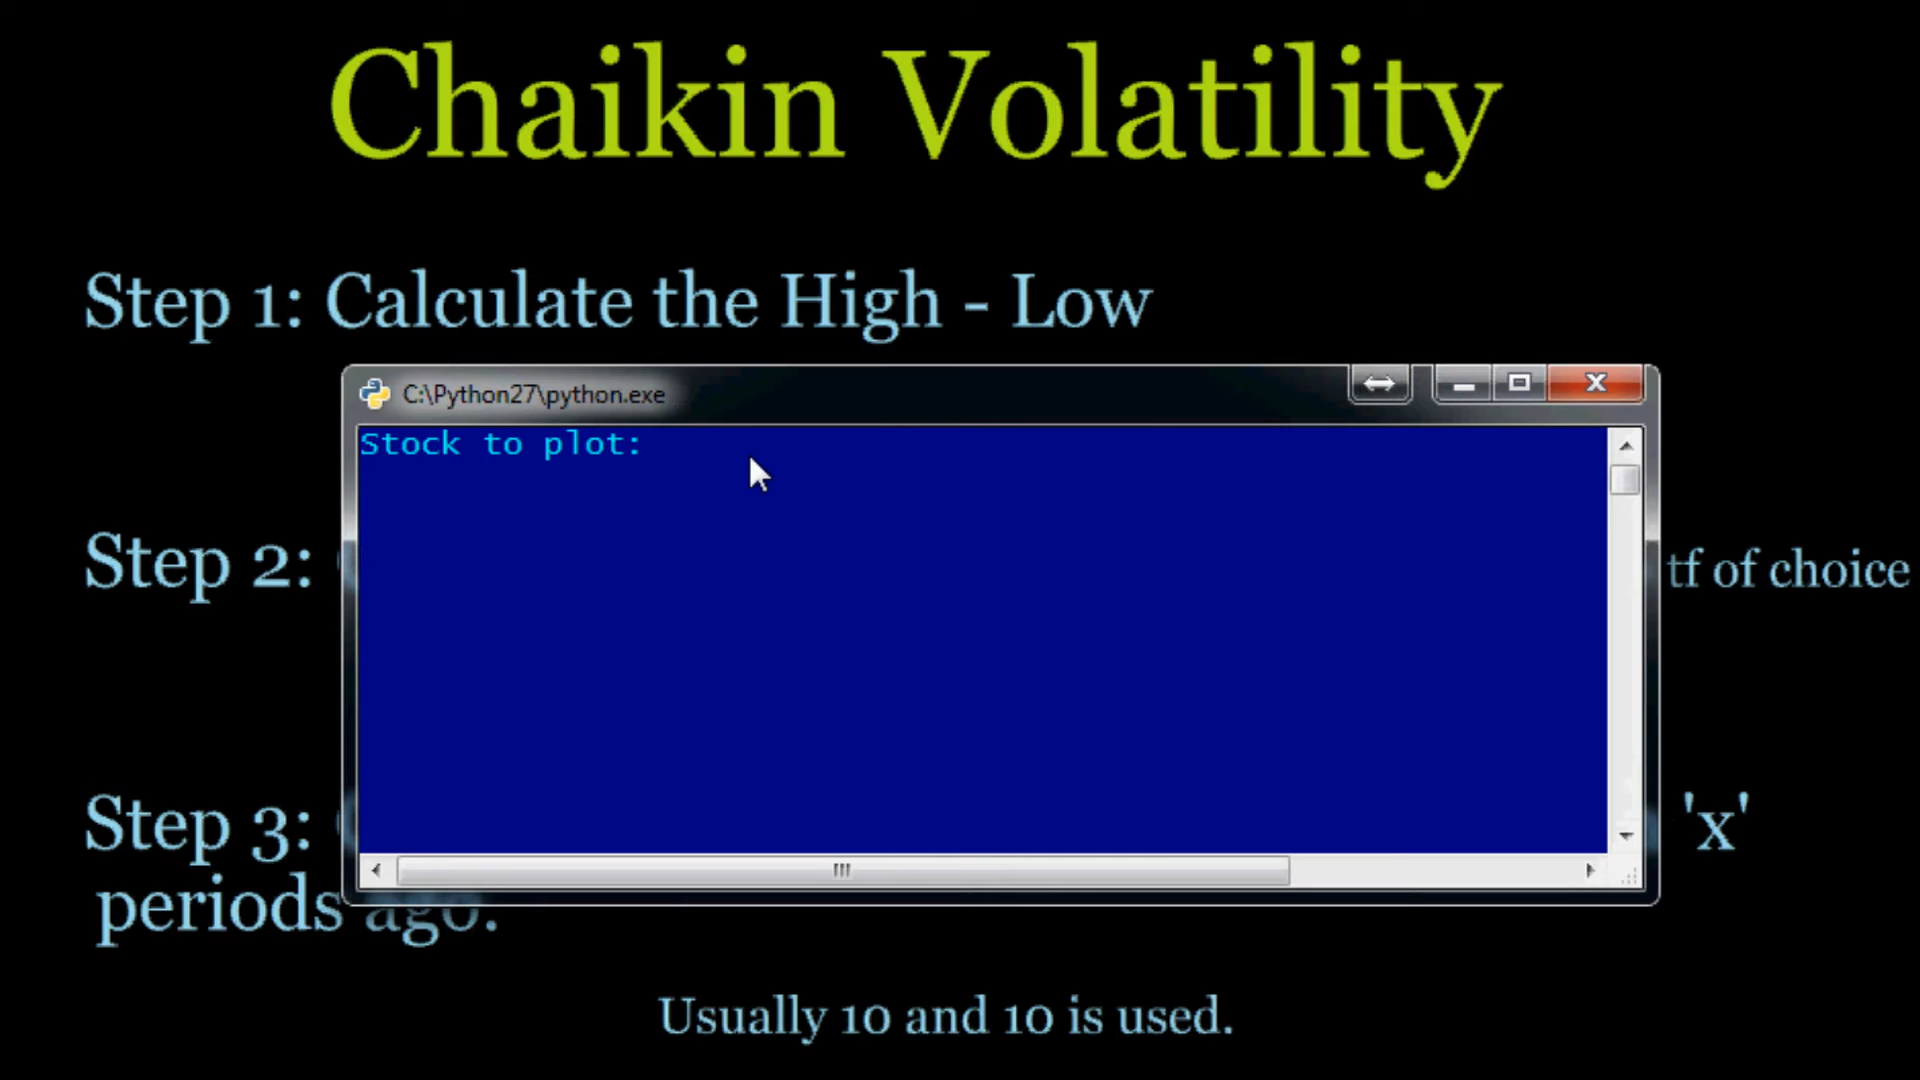 Chaikin Volatility
Step 1: Calculate the High - Low
C:\Python27\python.exe
Stock to plot:
Step 2: tf of choice
Step 3: 'x'
periods ago.
Usually 10 and 10 is used.